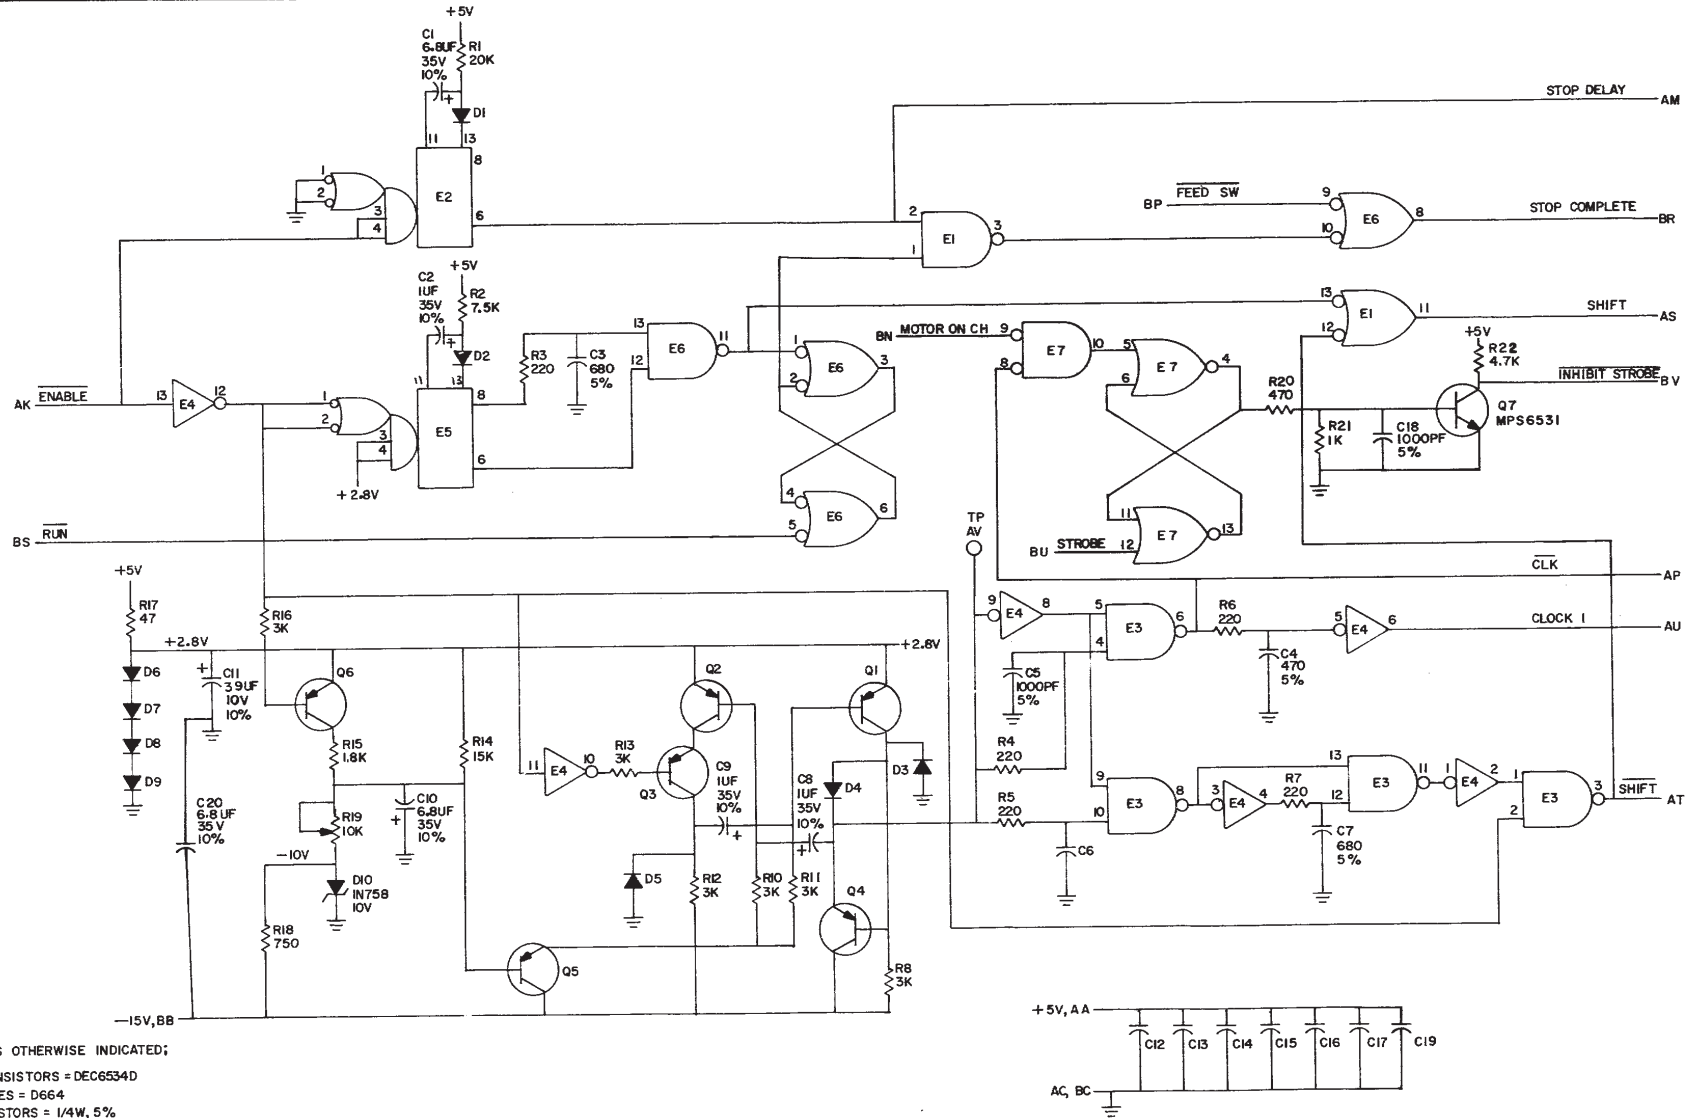 +5V
C1
6.8UF
35V
10%
R1
20K
+
D1
11
13
8
E2
6
1
2
3
4
STOP DELAY
AM
BP
FEED SW
9
10
E6
8
STOP COMPLETE
BR
2
1
E1
3
+5V
C2
1UF
35V
10%
R2
7.5K
+
D2
11
13
8
E5
6
1
2
3
4
+2.8V
AK
ENABLE
13
E4
12
R3
220
C3
680
5%
13
12
E6
11
1
2
E6
3
4
5
E6
6
BS
RUN
BN
MOTOR ON CH
9
8
E7
10
5
6
E7
4
11
12
E7
13
BU
STROBE
13
12
E1
11
SHIFT
AS
+5V
R22
4.7K
INHIBIT STROBE
BV
R20
470
R21
1K
C18
1000PF
5%
Q7
MPS6531
TP
AV
CLK
AP
9
E4
8
5
4
E3
6
R6
220
C4
470
5%
5
E4
6
CLOCK 1
AU
C5
1000PF
5%
R4
220
R5
220
C6
9
10
E3
8
3
E4
4
R7
220
C7
680
5%
13
12
E3
11
1
E4
2
1
2
E3
3
SHIFT
AT
+5V
R17
47
+2.8V
D6
D7
D8
D9
+
C11
39UF
10V
10%
C20
6.8UF
35V
10%
R16
3K
Q6
R15
1.8K
R19
10K
-10V
D10
1N758
10V
R18
750
+
C10
6.8UF
35V
10%
R14
15K
11
E4
10
R13
3K
Q3
Q2
C9
1UF
35V
10%
+
D5
R12
3K
R10
3K
R11
3K
C8
1UF
35V
10%
+
D4
D3
Q1
+2.8V
Q4
R8
3K
Q5
-15V, BB
+5V, AA
C12
C13
C14
C15
C16
C17
C19
AC, BC
S OTHERWISE INDICATED;
NSISTORS = DEC6534D
ES = D664
STORS = 1/4W, 5%